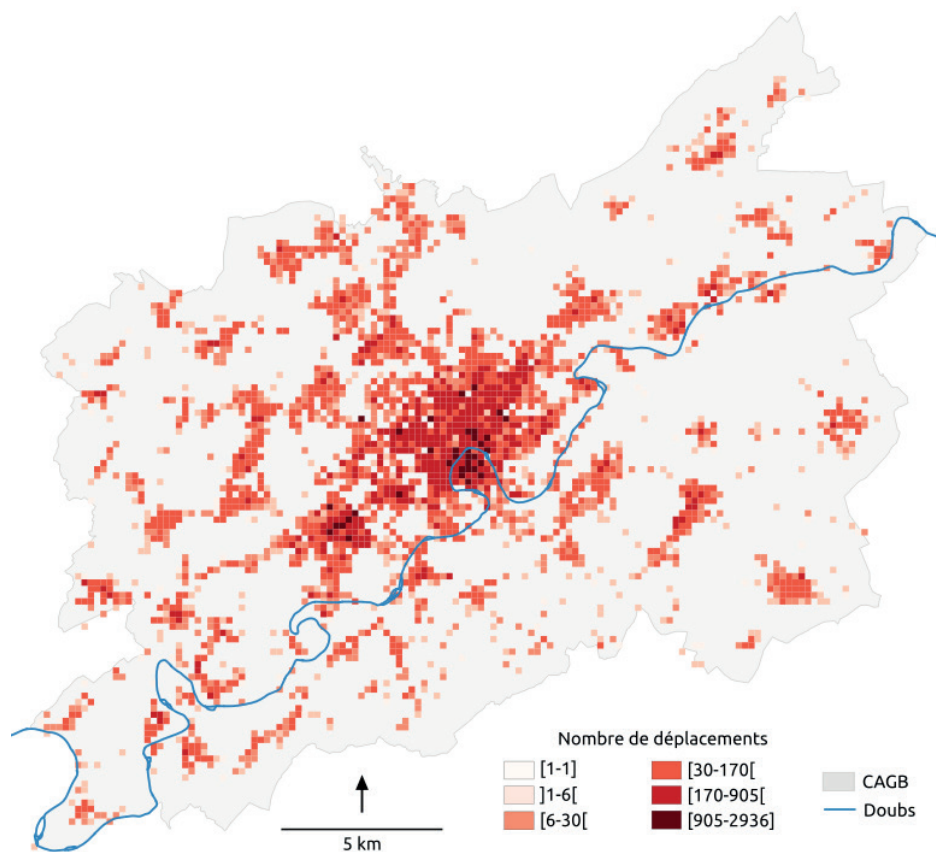 Nombre de déplacements
[1-1]
]1-6[
[6-30[
[30-170[
[170-905[
[905-2936]
CAGB
Doubs
5 km